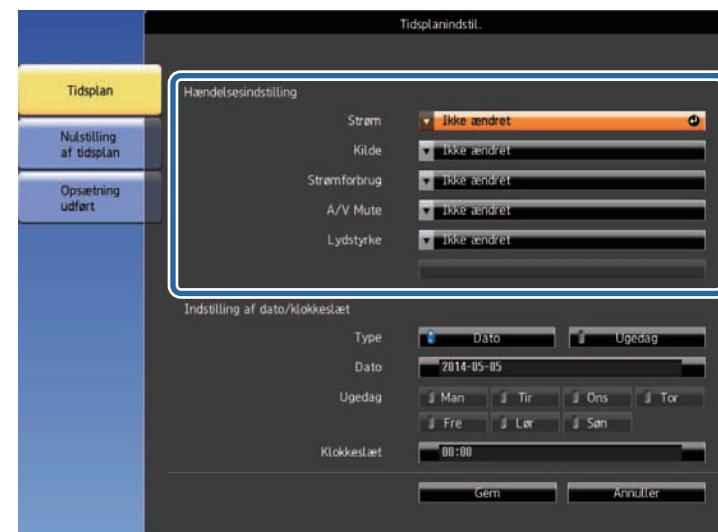 Tidsplanindstil.
Tidsplan
Nulstilling
af tidsplan
Opsætning
udført
Hændelsesindstilling
Strøm Ikke ændret
Kilde Ikke ændret
Strømforbrug Ikke ændret
A/V Mute Ikke ændret
Lydstyrke Ikke ændret
Indstilling af dato/klokkeslæt
Type Dato Ugedag
Dato 2014-05-05
Ugedag Man Tir Ons Tor
Fre Lør Søn
Klokkeslæt 00:00
Gem Annuller